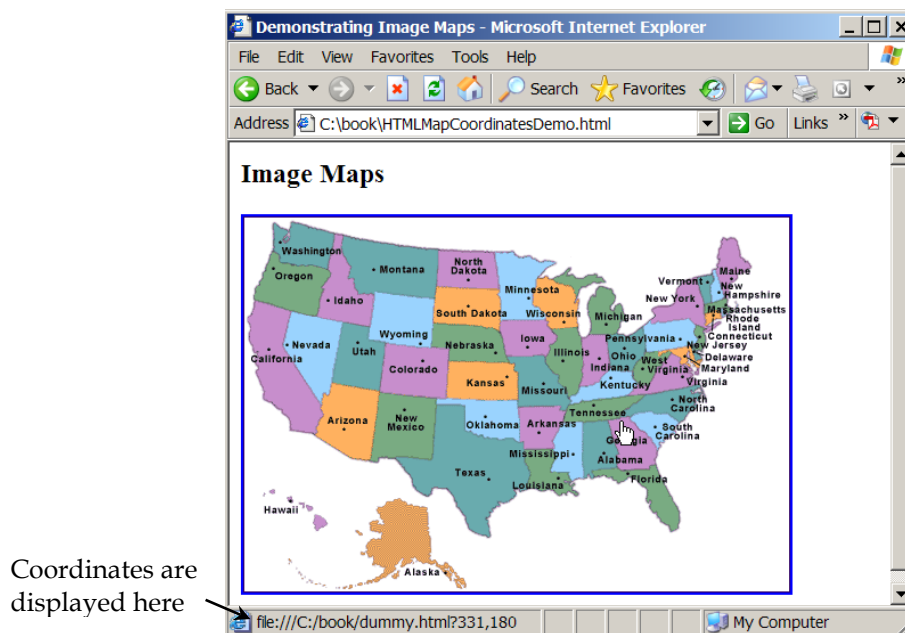 Demonstrating Image Maps - Microsoft Internet Explorer
File Edit View Favorites Tools Help
Back Search Favorites »
Address C:\book\HTMLMapCoordinatesDemo.html Go Links »
Image Maps
Washington
Oregon
Montana
North
Dakota
Idaho
Minnesota
South Dakota
Wisconsin
Michigan
Vermont
Maine
New
Hampshire
New York
Massachusetts
Rhode
Island
Connecticut
Wyoming
Nebraska
Iowa
Illinois
Ohio
Indiana
Pennsylvania
New Jersey
Delaware
Maryland
West
Virginia
Virginia
Nevada
California
Utah
Colorado
Kansas
Missouri
Kentucky
North
Carolina
Tennessee
Arizona
New
Mexico
Oklahoma
Arkansas
South
Carolina
Georgia
Mississippi
Alabama
Texas
Louisiana
Florida
Hawaii
Alaska
Coordinates are
displayed here
file:///C:/book/dummy.html?331,180 My Computer